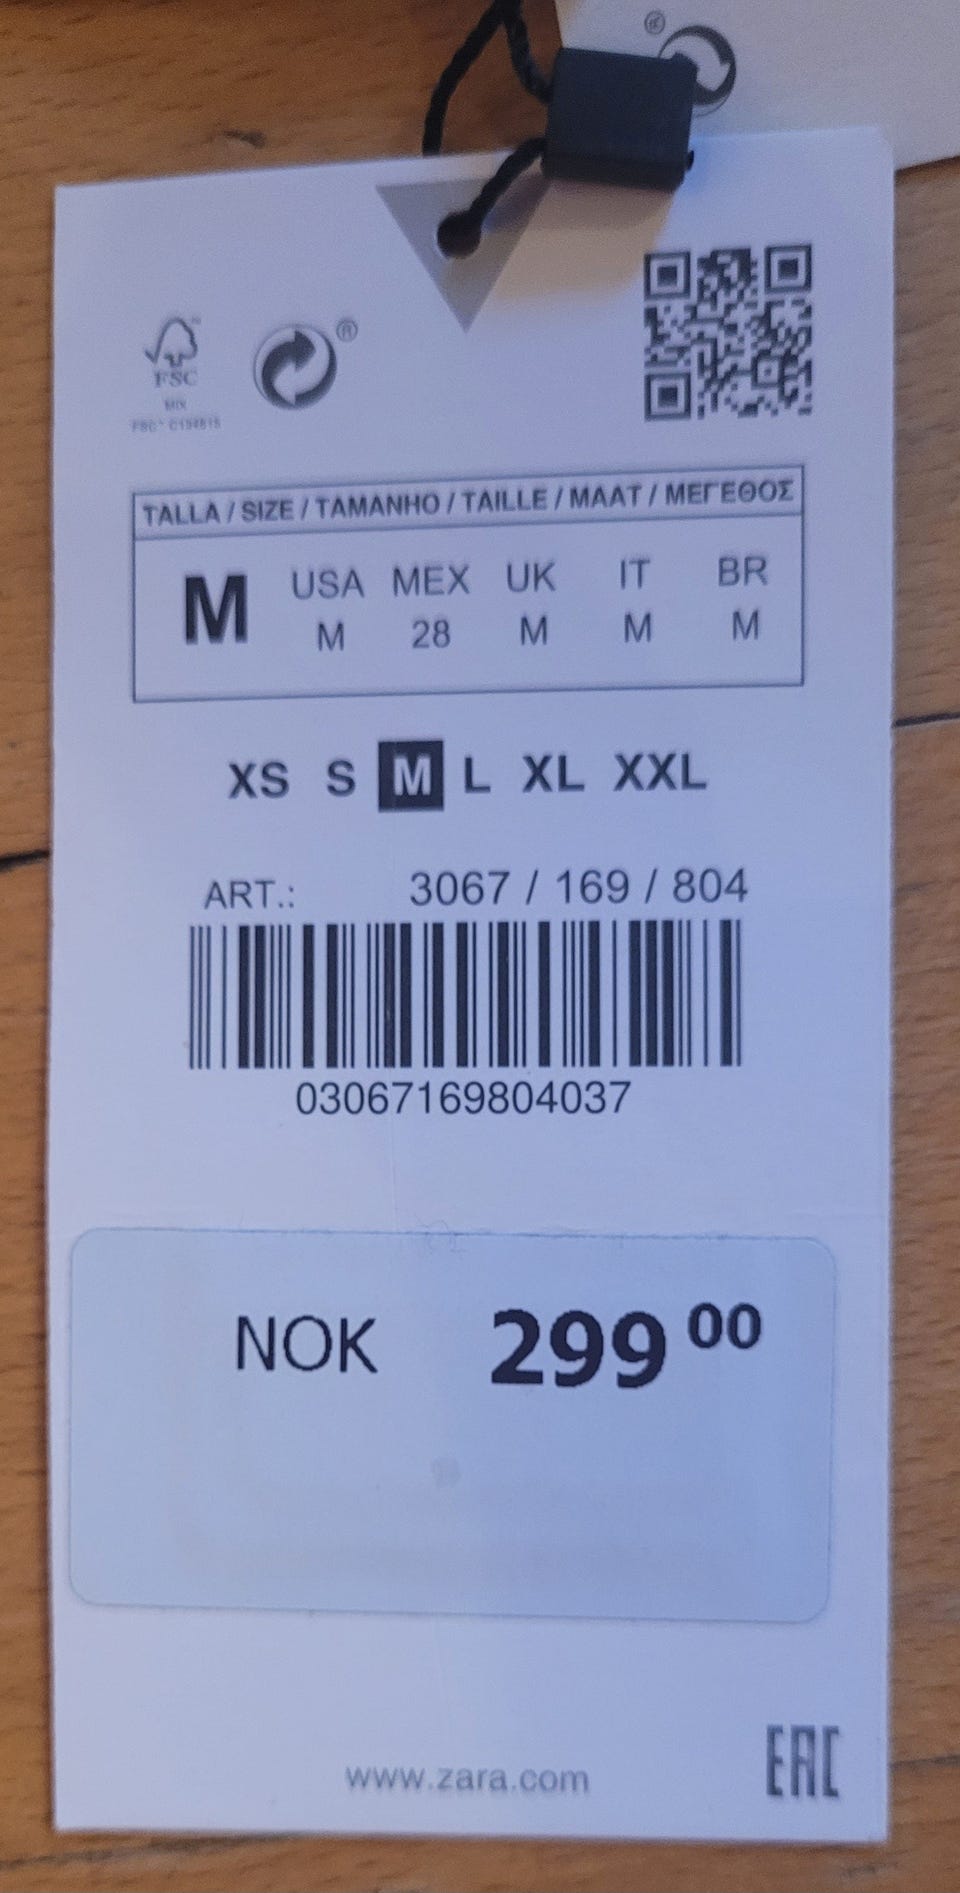 ®
®
FSC
MIX
TALLA / SIZE / TAMANHO / TAILLE / MAAT / ΜΕΓΕΘΟΣ
M USA MEX UK IT BR
M 28 M M M
XS S M L XL XXL
ART.: 3067 / 169 / 804
03067169804037
NOK 299 00
www.zara.com
EAC